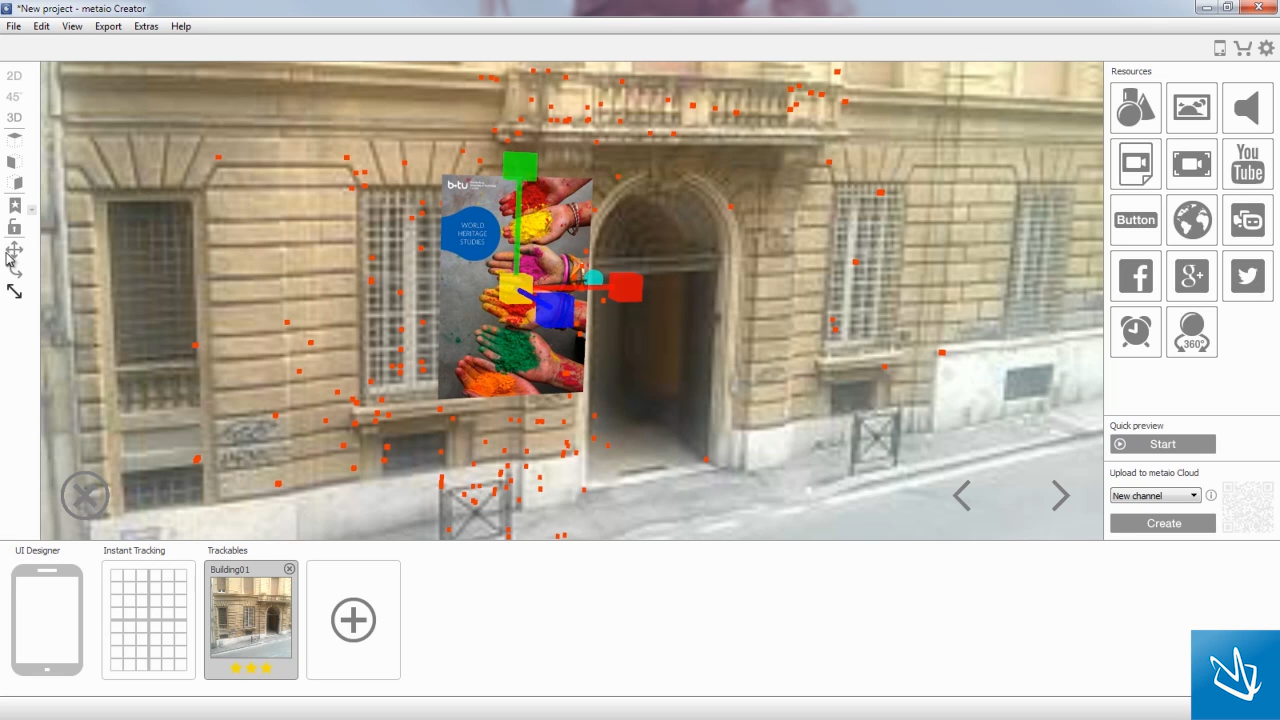 *New project - metaio Creator
File Edit View Export Extras Help
2D
45°
3D
b-tu
WORLD
HERITAGE
STUDIES
Resources
You
Tube
Button
g+
360°
Quick preview
Start
Upload to metaio Cloud
New channel
Create
UI Designer
Instant Tracking
Trackables
Building01